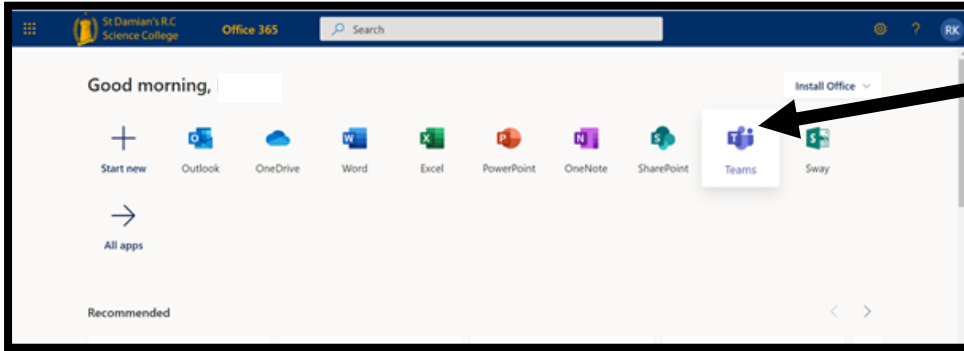 St Damian's R.C
Science College
Office 365
Search
?
RK
Good morning,
Install Office
Start new
Outlook
OneDrive
Word
Excel
PowerPoint
OneNote
SharePoint
Teams
Sway
All apps
Recommended